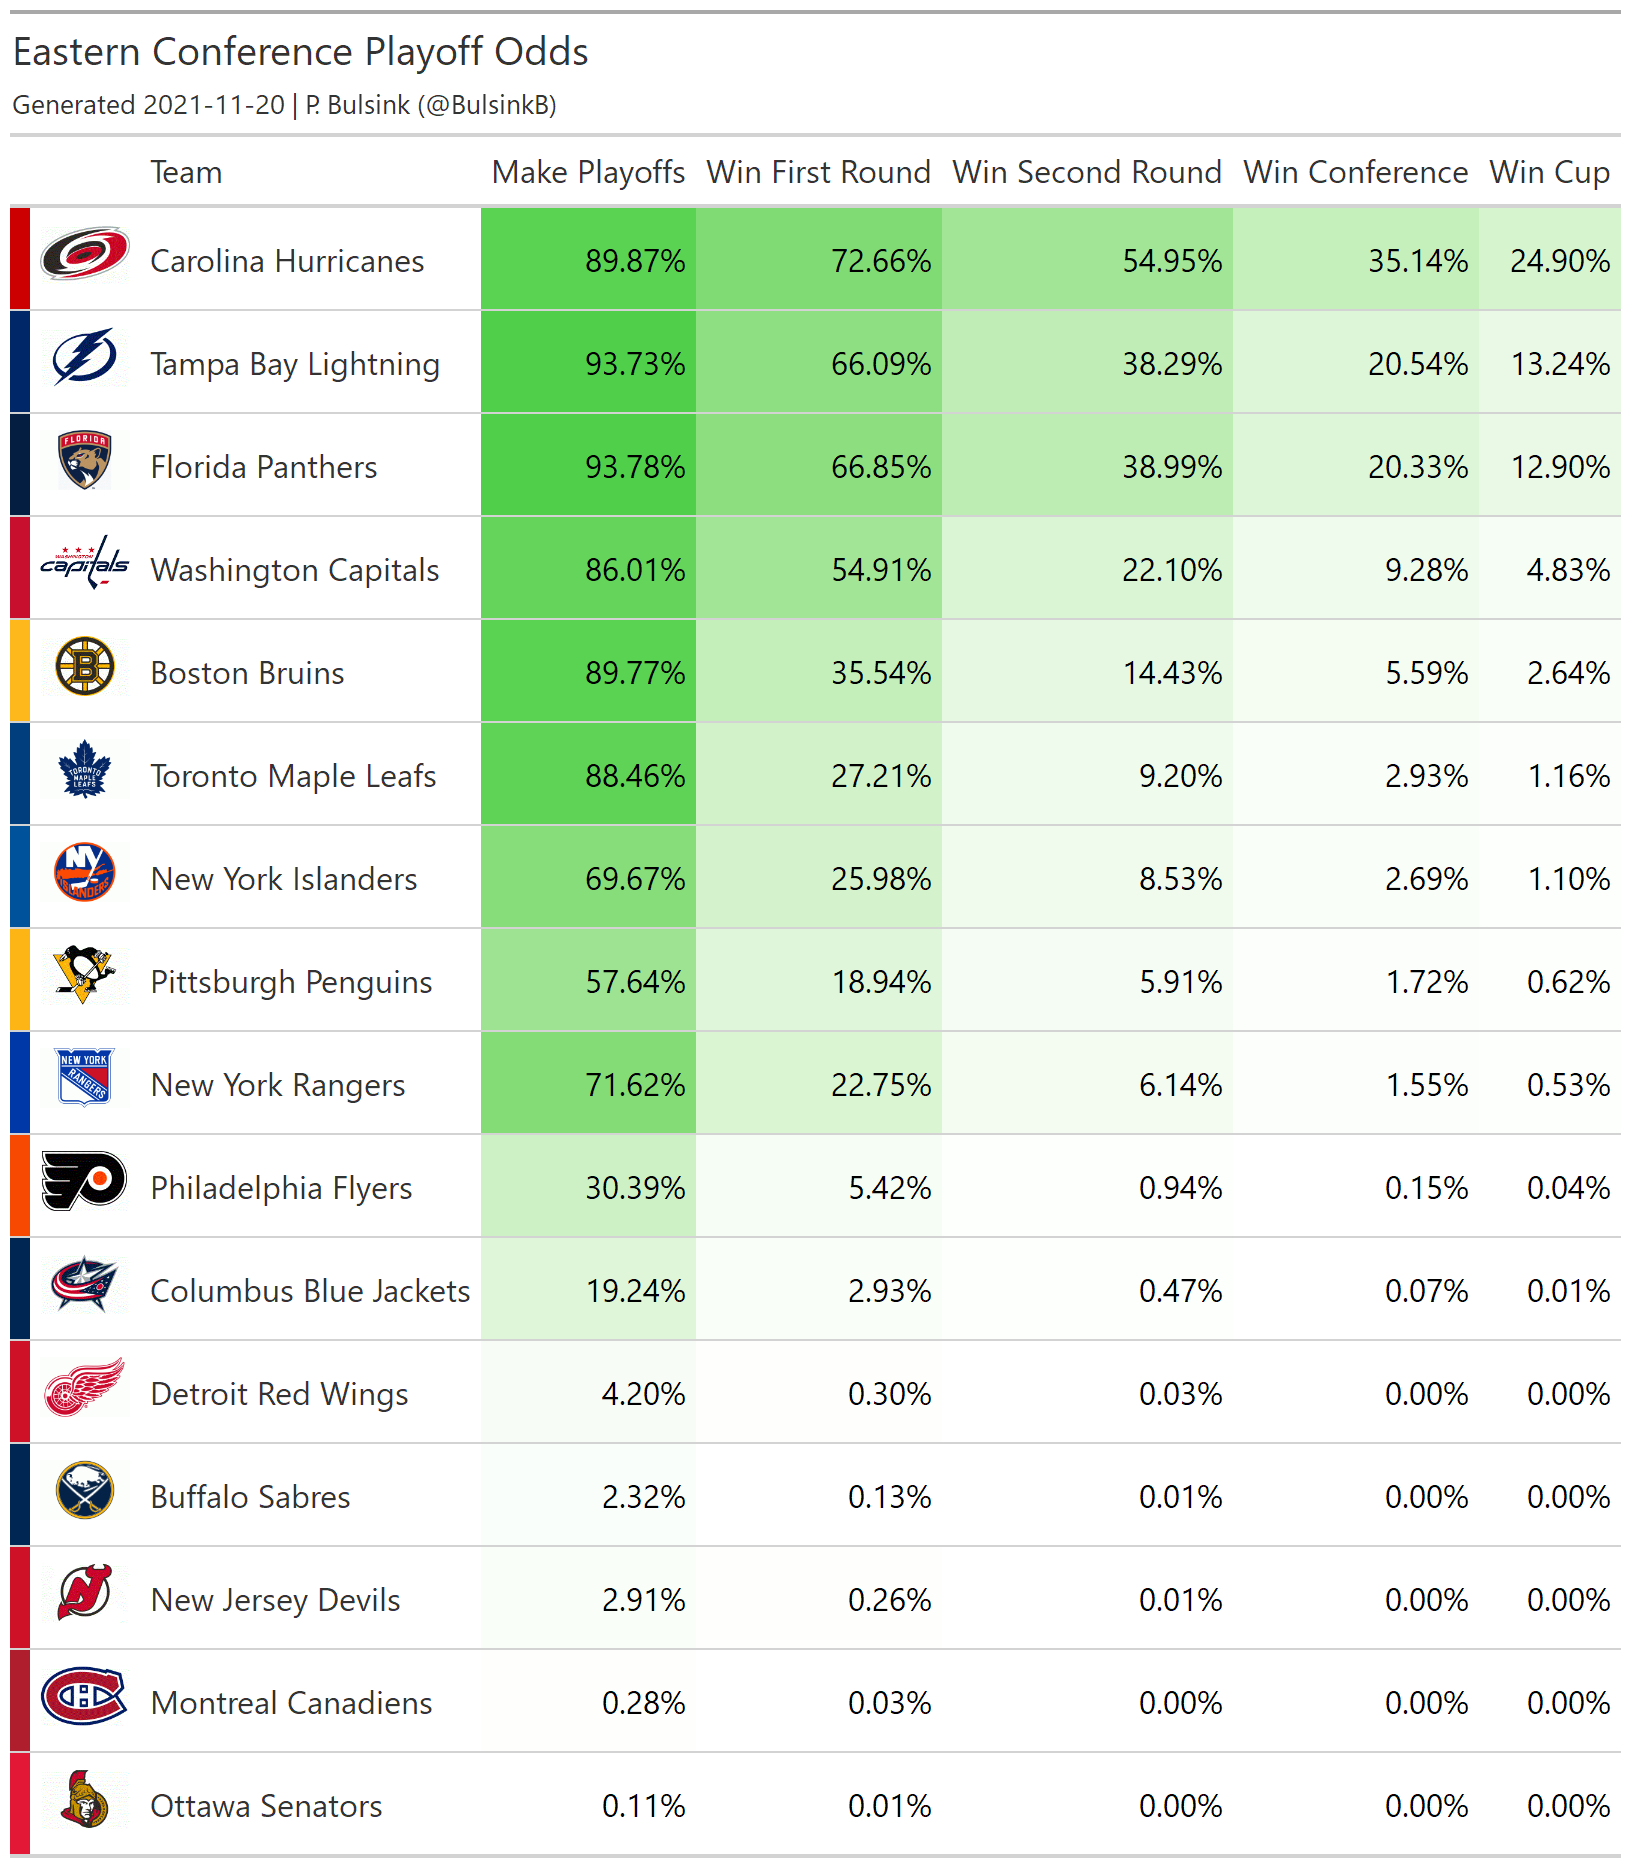 Eastern Conference Playoff Odds
Generated 2021-11-20 | P. Bulsink (@BulsinkB)
Team Make Playoffs Win First Round Win Second Round Win Conference Win Cup
Carolina Hurricanes 89.87% 72.66% 54.95% 35.14% 24.90%
Tampa Bay Lightning 93.73% 66.09% 38.29% 20.54% 13.24%
FLORIDA
Florida Panthers 93.78% 66.85% 38.99% 20.33% 12.90%
WASHINGTON
capitals
Washington Capitals 86.01% 54.91% 22.10% 9.28% 4.83%
B
Boston Bruins 89.77% 35.54% 14.43% 5.59% 2.64%
TORONTO
MAPLE
LEAFS
Toronto Maple Leafs 88.46% 27.21% 9.20% 2.93% 1.16%
NY
ISLANDERS
New York Islanders 69.67% 25.98% 8.53% 2.69% 1.10%
Pittsburgh Penguins 57.64% 18.94% 5.91% 1.72% 0.62%
NEW YORK
RANGERS
New York Rangers 71.62% 22.75% 6.14% 1.55% 0.53%
Philadelphia Flyers 30.39% 5.42% 0.94% 0.15% 0.04%
Columbus Blue Jackets 19.24% 2.93% 0.47% 0.07% 0.01%
Detroit Red Wings 4.20% 0.30% 0.03% 0.00% 0.00%
Buffalo Sabres 2.32% 0.13% 0.01% 0.00% 0.00%
New Jersey Devils 2.91% 0.26% 0.01% 0.00% 0.00%
Montreal Canadiens 0.28% 0.03% 0.00% 0.00% 0.00%
Ottawa Senators 0.11% 0.01% 0.00% 0.00% 0.00%